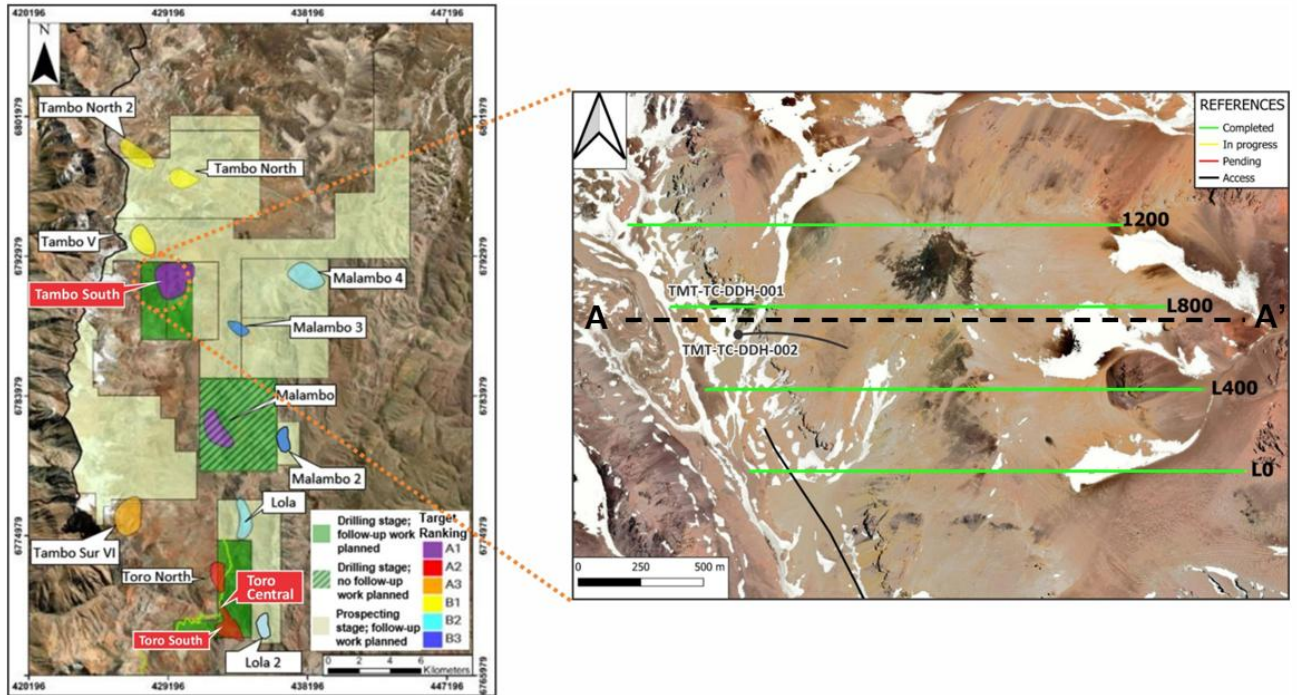 420196
429196
438196
447196
N
6801979
6792979
6783979
6774979
6765979
420196
429196
438196
447196
Tambo North 2
Tambo North
Tambo V
Tambo South
Malambo 4
Malambo 3
Malambo
Malambo 2
Lola
Tambo Sur VI
Toro North
Toro
Central
Toro South
Lola 2
Drilling stage;
follow-up work
planned
Drilling stage;
no follow-up
work planned
Prospecting
stage; follow-up
work planned
Target
Ranking
A1
A2
A3
B1
B2
B3
0 2 4 6
Kilometers
REFERENCES
Completed
In progress
Pending
Access
1200
TMT-TC-DDH-001
L800
A
A'
TMT-TC-DDH-002
L400
L0
0 250 500 m